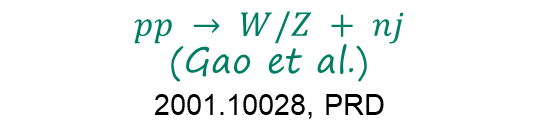 pp → W/Z + nj
(Gao et al.)
2001.10028, PRD